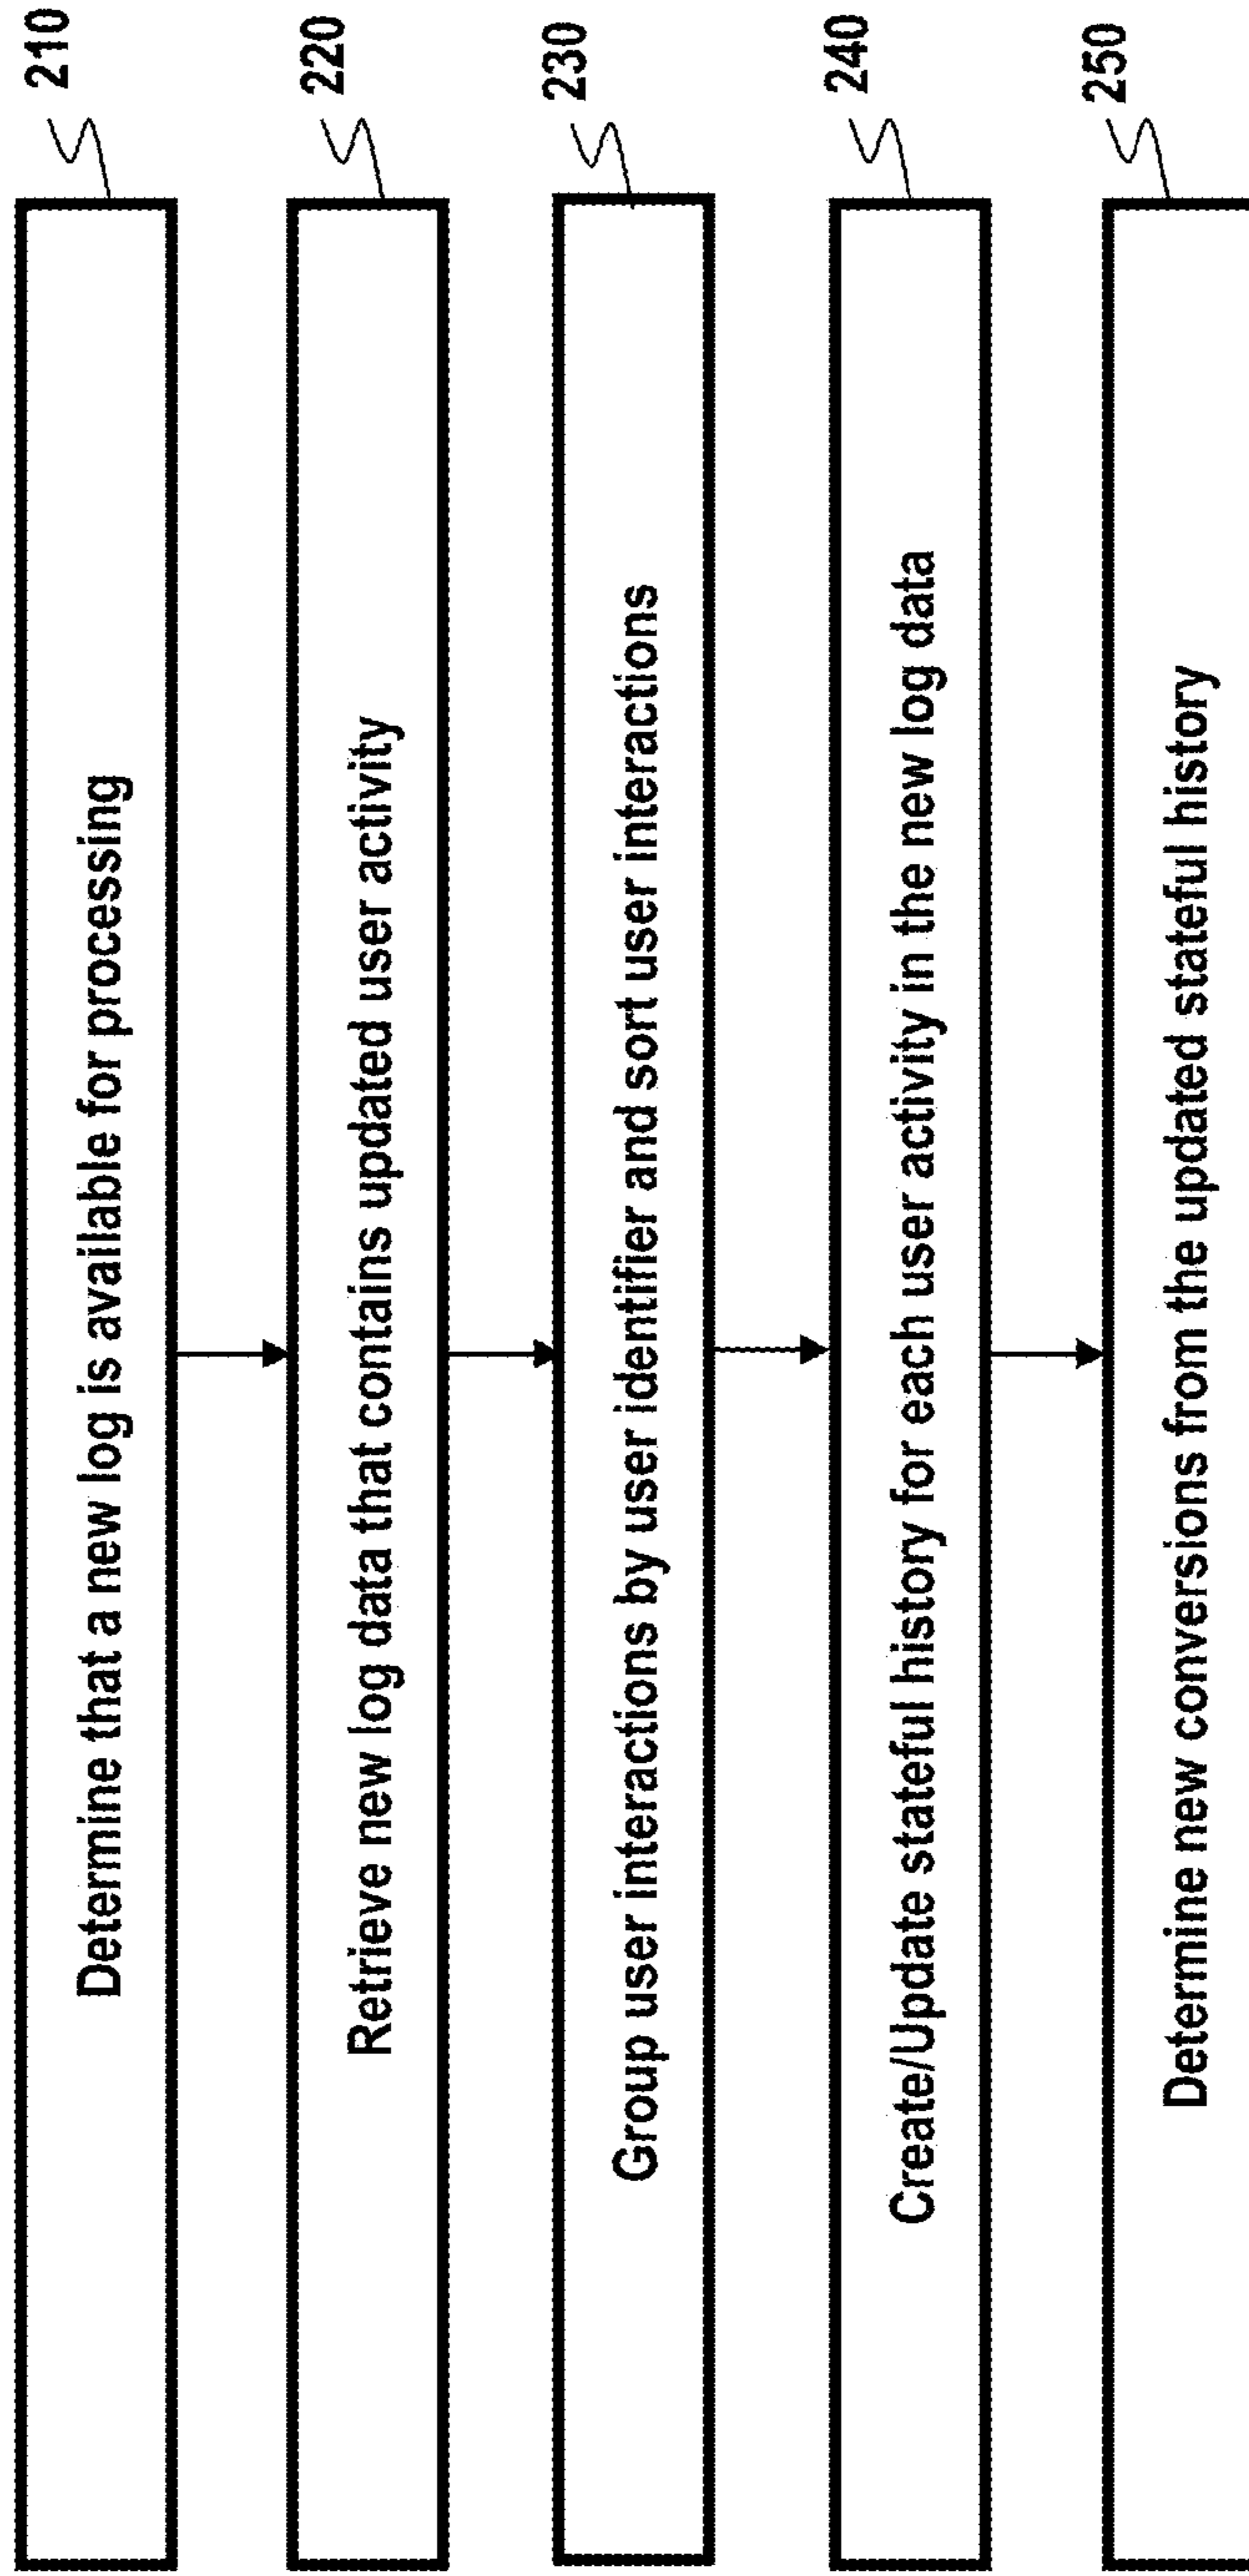 Determine that a new log is available for processing
210
Retrieve new log data that contains updated user activity
220
Group user interactions by user identifier and sort user interactions
230
Create/Update stateful history for each user activity in the new log data
240
Determine new conversions from the updated stateful history
250